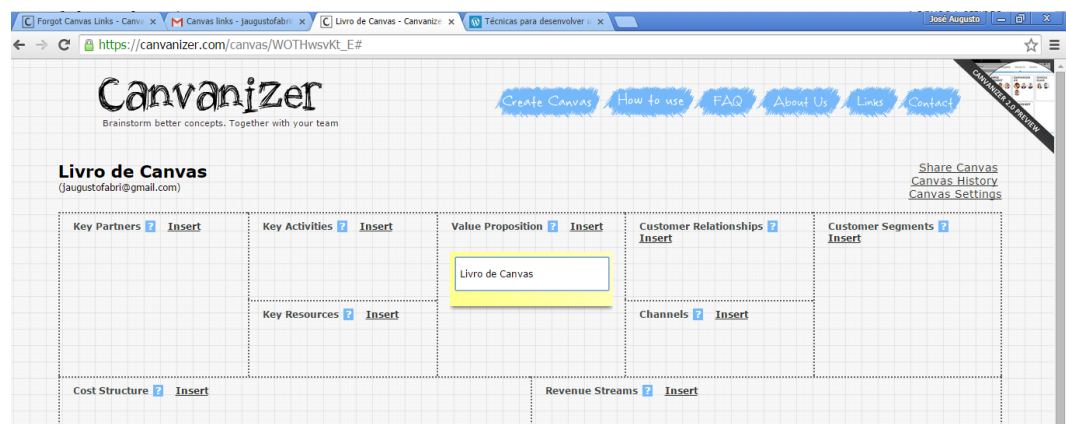 Forgot Canvas Links - Canva
Canvas links - jaugustofabri
Livro de Canvas - Canvanize
Técnicas para desenvolver u
José Augusto
https://canvanizer.com/canvas/WOTHwsvKt_E#
Canvanizer
Brainstorm better concepts. Together with your team
Create Canvas
How to use
FAQ
About Us
Links
Contact
CANVANIZER 2.0 PREVIEW
Livro de Canvas
(jaugustofabri@gmail.com)
Share Canvas
Canvas History
Canvas Settings
Key Partners ? Insert
Key Activities ? Insert
Value Proposition ? Insert
Customer Relationships ?
Insert
Customer Segments ?
Insert
Livro de Canvas
Key Resources ? Insert
Channels ? Insert
Cost Structure ? Insert
Revenue Streams ? Insert